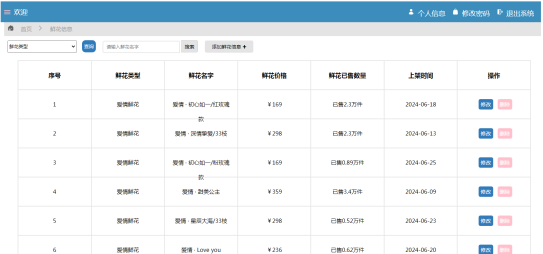 欢迎 个人信息 修改密码 退出系统
首页 > 鲜花信息
鲜花类型 查询 请输入鲜花名字 搜索 添加鲜花信息 +
序号 鲜花类型 鲜花名字 鲜花价格 鲜花已售数量 上架时间 操作
1 爱情鲜花 爱情 · 初心如一/红玫瑰 ¥169 已售2.3万件 2024-06-18 修改 删除
款
2 爱情鲜花 爱情 · 深情挚爱/33枝 ¥298 已售2.3万件 2024-06-13 修改 删除
3 爱情鲜花 爱情 · 初心如一/粉玫瑰 ¥169 已售0.89万件 2024-06-25 修改 删除
款
4 爱情鲜花 爱情 · 甜美公主 ¥359 已售3.4万件 2024-06-09 修改 删除
5 爱情鲜花 爱情 · 星辰大海/33枝 ¥298 已售0.52万件 2024-06-23 修改 删除
6 爱情鲜花 爱情 · Love you ¥236 已售0.62万件 2024-06-20 修改 删除